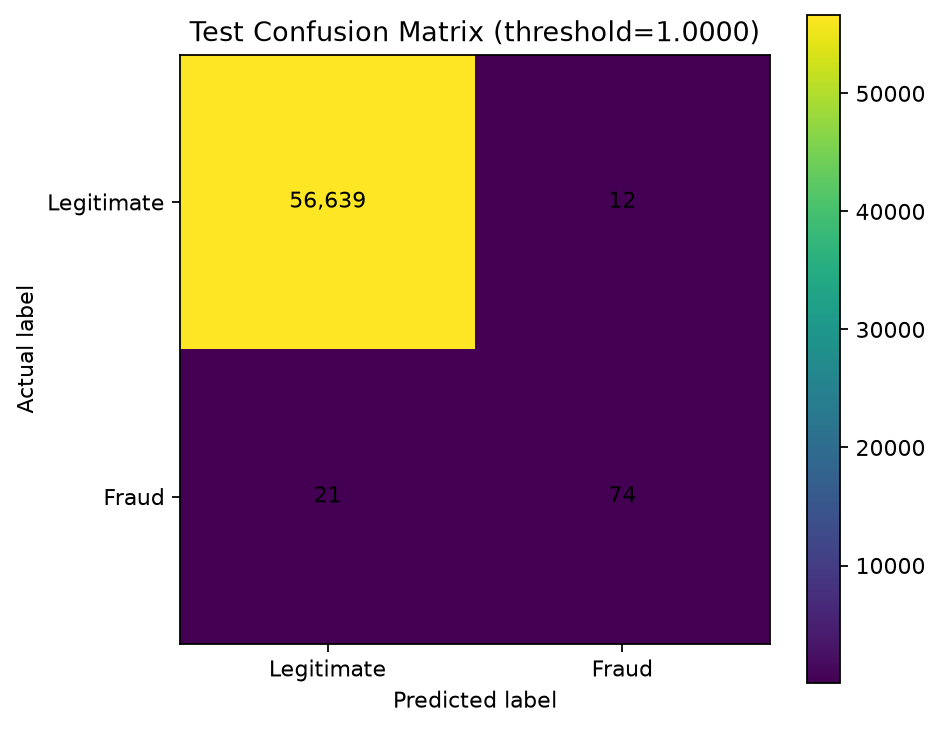 Test Confusion Matrix (threshold=1.0000)
50000
40000
30000
20000
10000
Actual label
Legitimate
56,639
12
Fraud
21
74
Legitimate
Fraud
Predicted label